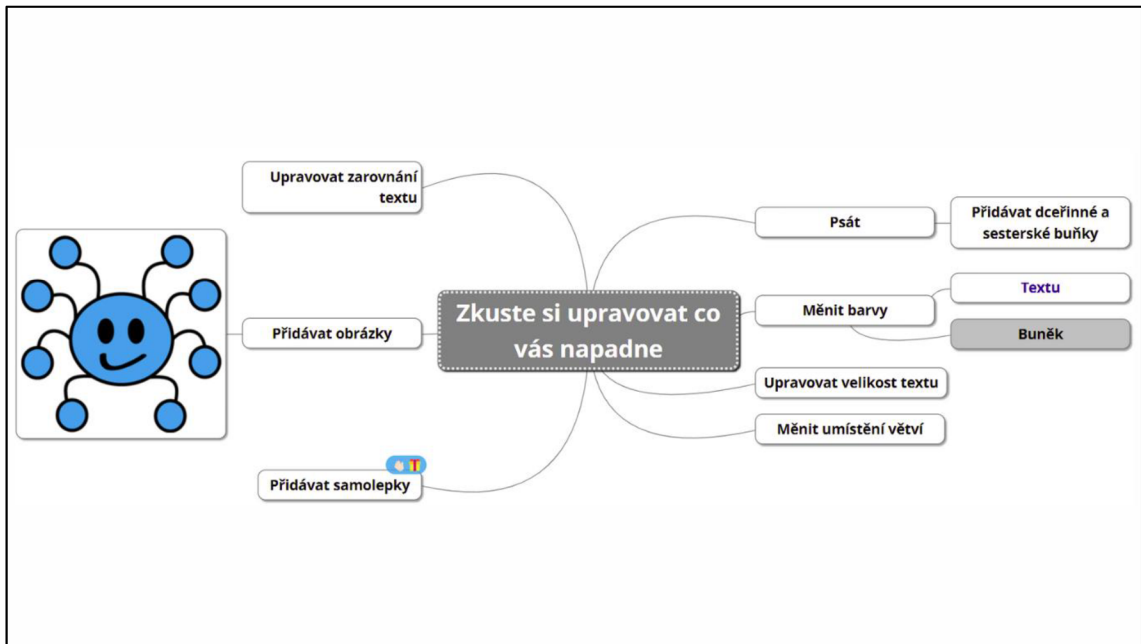 Zkuste si upravovat co
vás napadne
Upravovat zarovnání
textu
Přidávat obrázky
Přidávat samolepky
Psát
Přidávat dceřinné a
sesterské buňky
Měnit barvy
Textu
Buněk
Upravovat velikost textu
Měnit umístění větví